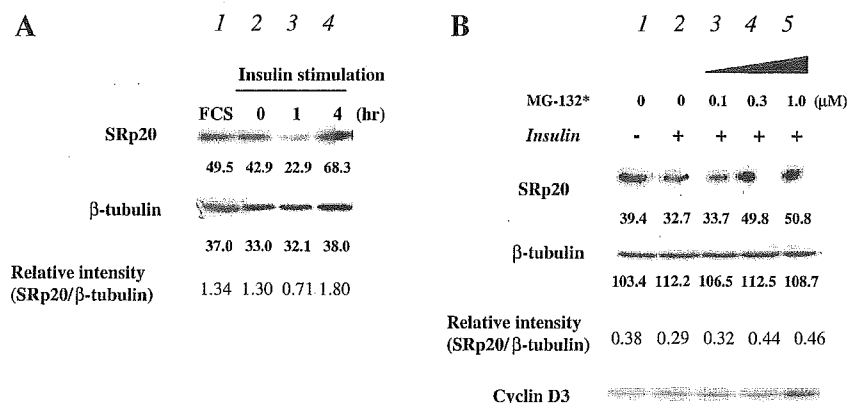 A
1 2 3 4
Insulin stimulation
FCS 0 1 4 (hr)
SRp20
49.5 42.9 22.9 68.3
β-tubulin
37.0 33.0 32.1 38.0
Relative intensity
(SRp20/β-tubulin)
1.34 1.30 0.71 1.80
B
1 2 3 4 5
MG-132* 0 0 0.1 0.3 1.0 (μM)
Insulin - + + + +
SRp20
39.4 32.7 33.7 49.8 50.8
β-tubulin
103.4 112.2 106.5 112.5 108.7
Relative intensity
(SRp20/β-tubulin)
0.38 0.29 0.32 0.44 0.46
Cyclin D3